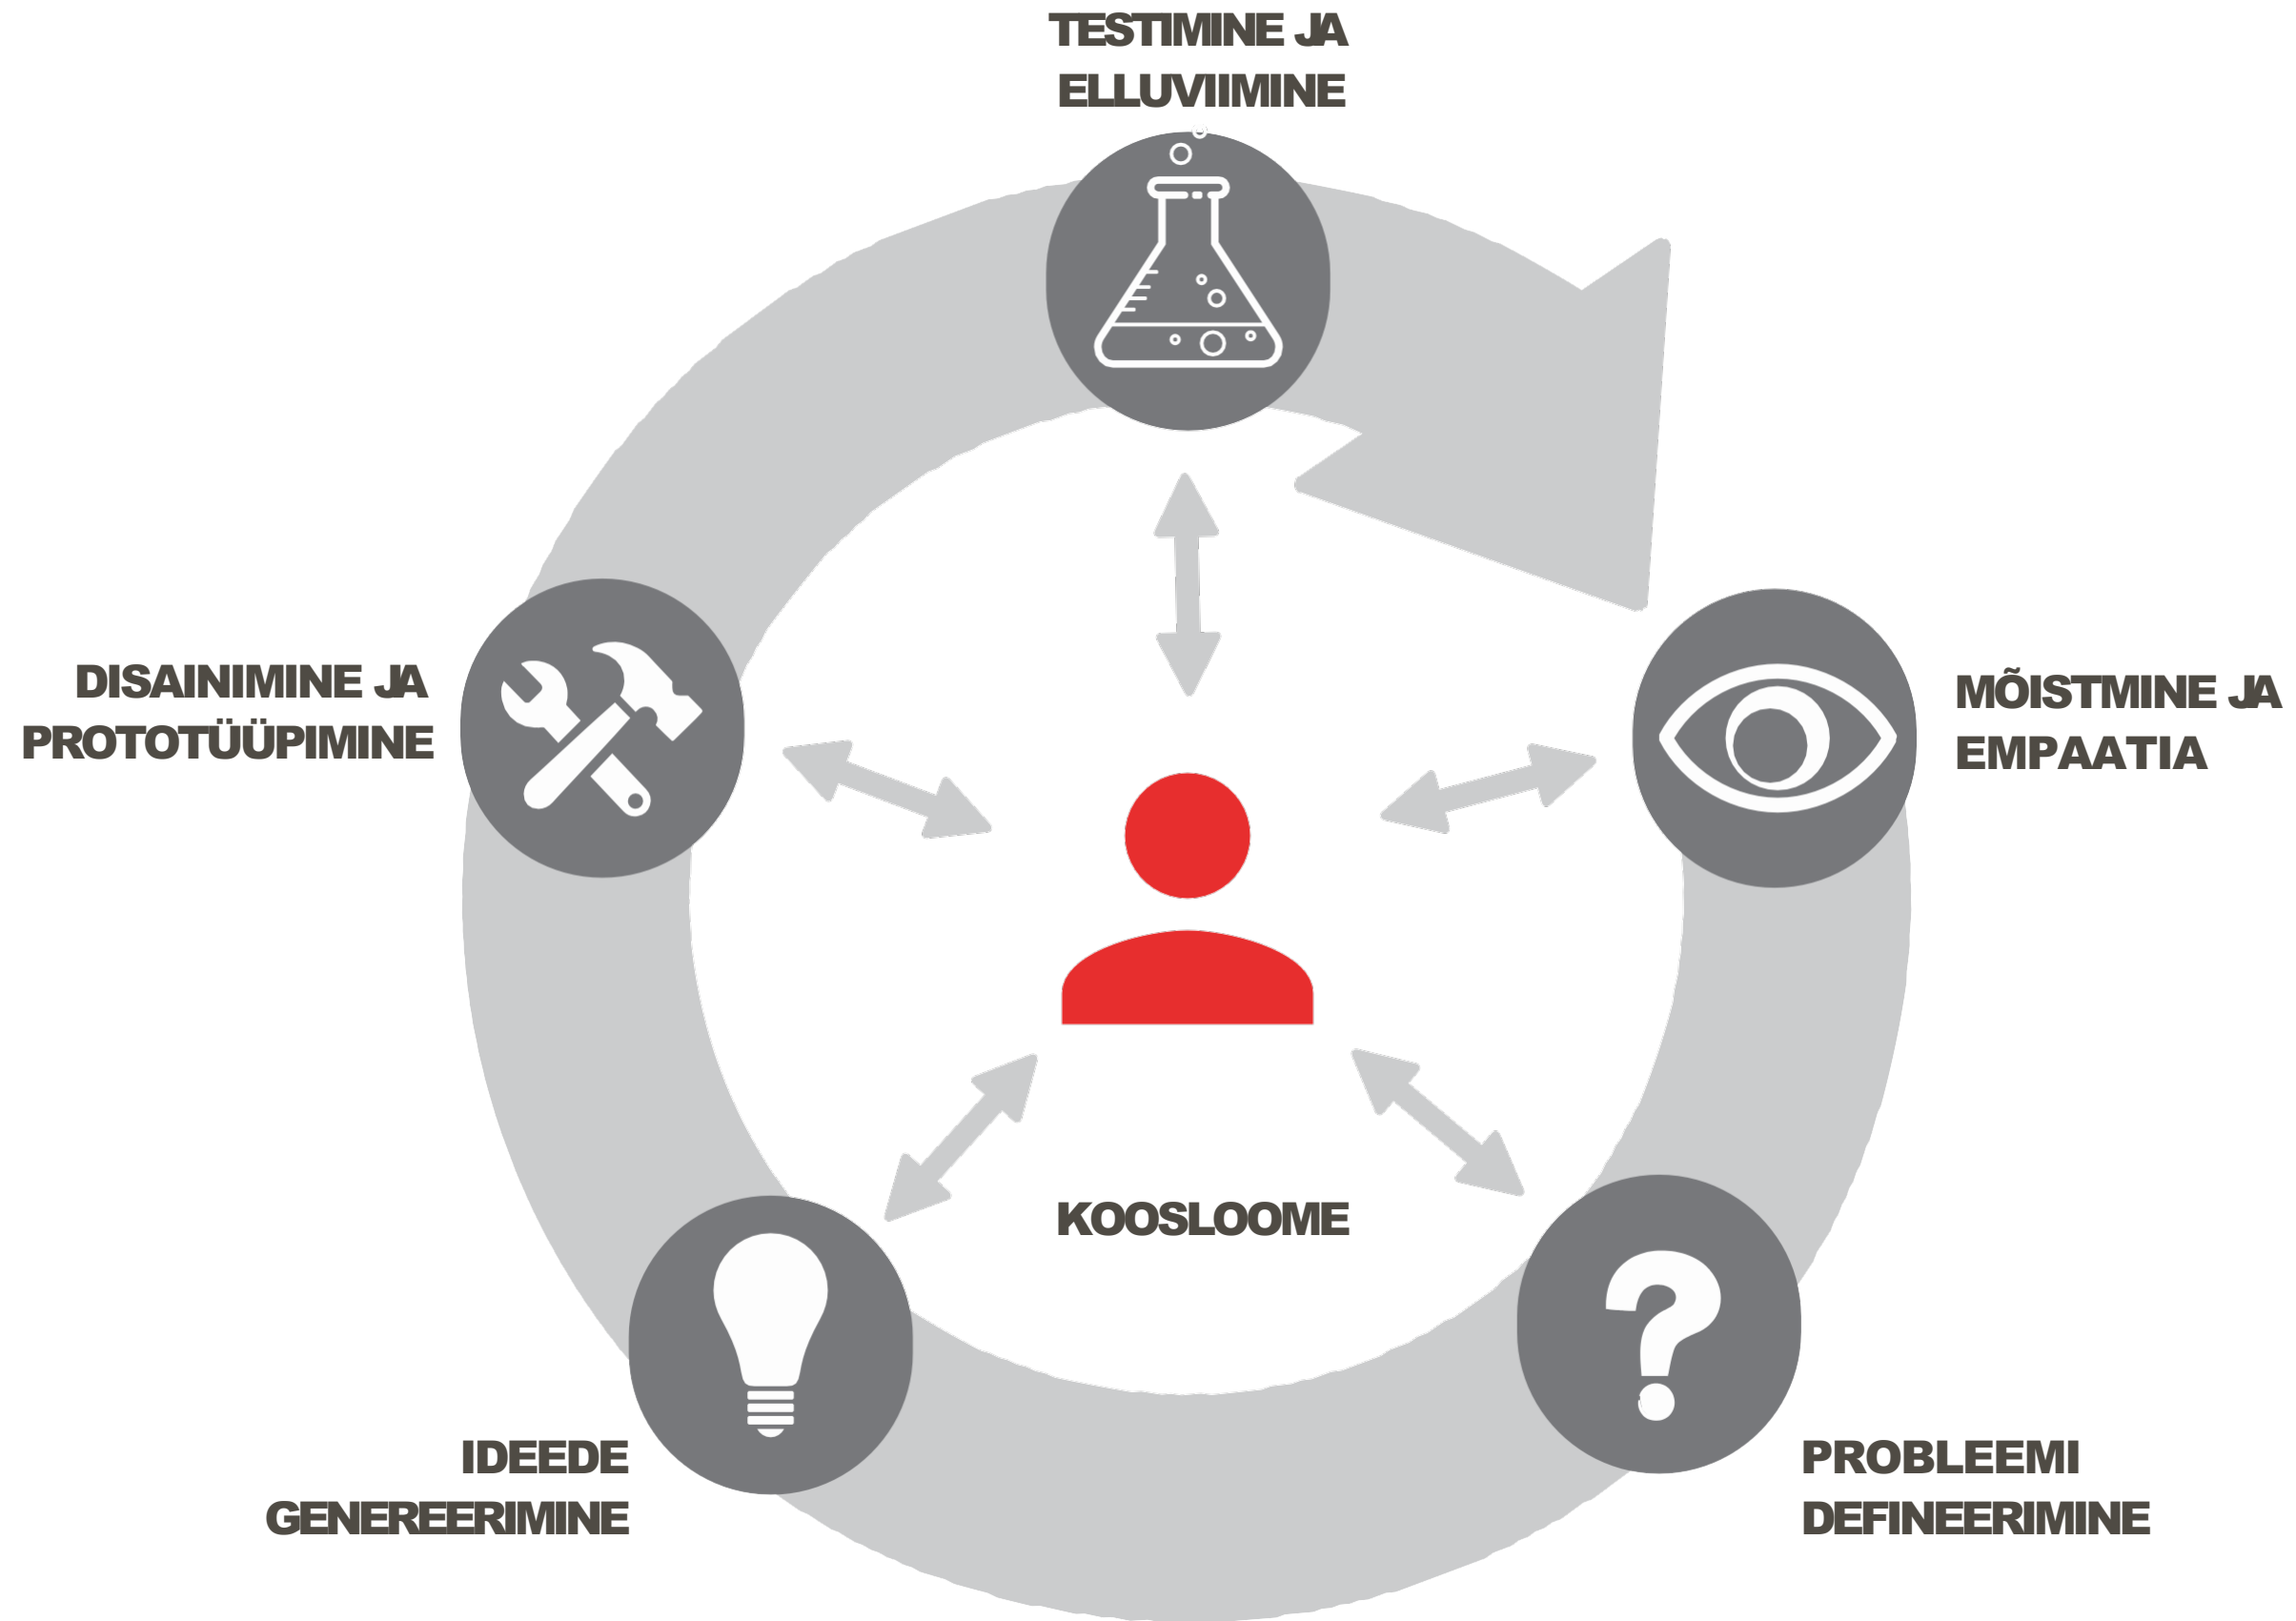 TESTIMINE JA
ELLUVIIMINE
DISAINIMINE JA
PROTOTÜÜPIMINE
MÕISTMINE JA
EMPAATIA
KOOSLOOME
IDEEDE
GENEREERIMINE
PROBLEEMI
DEFINEERIMINE